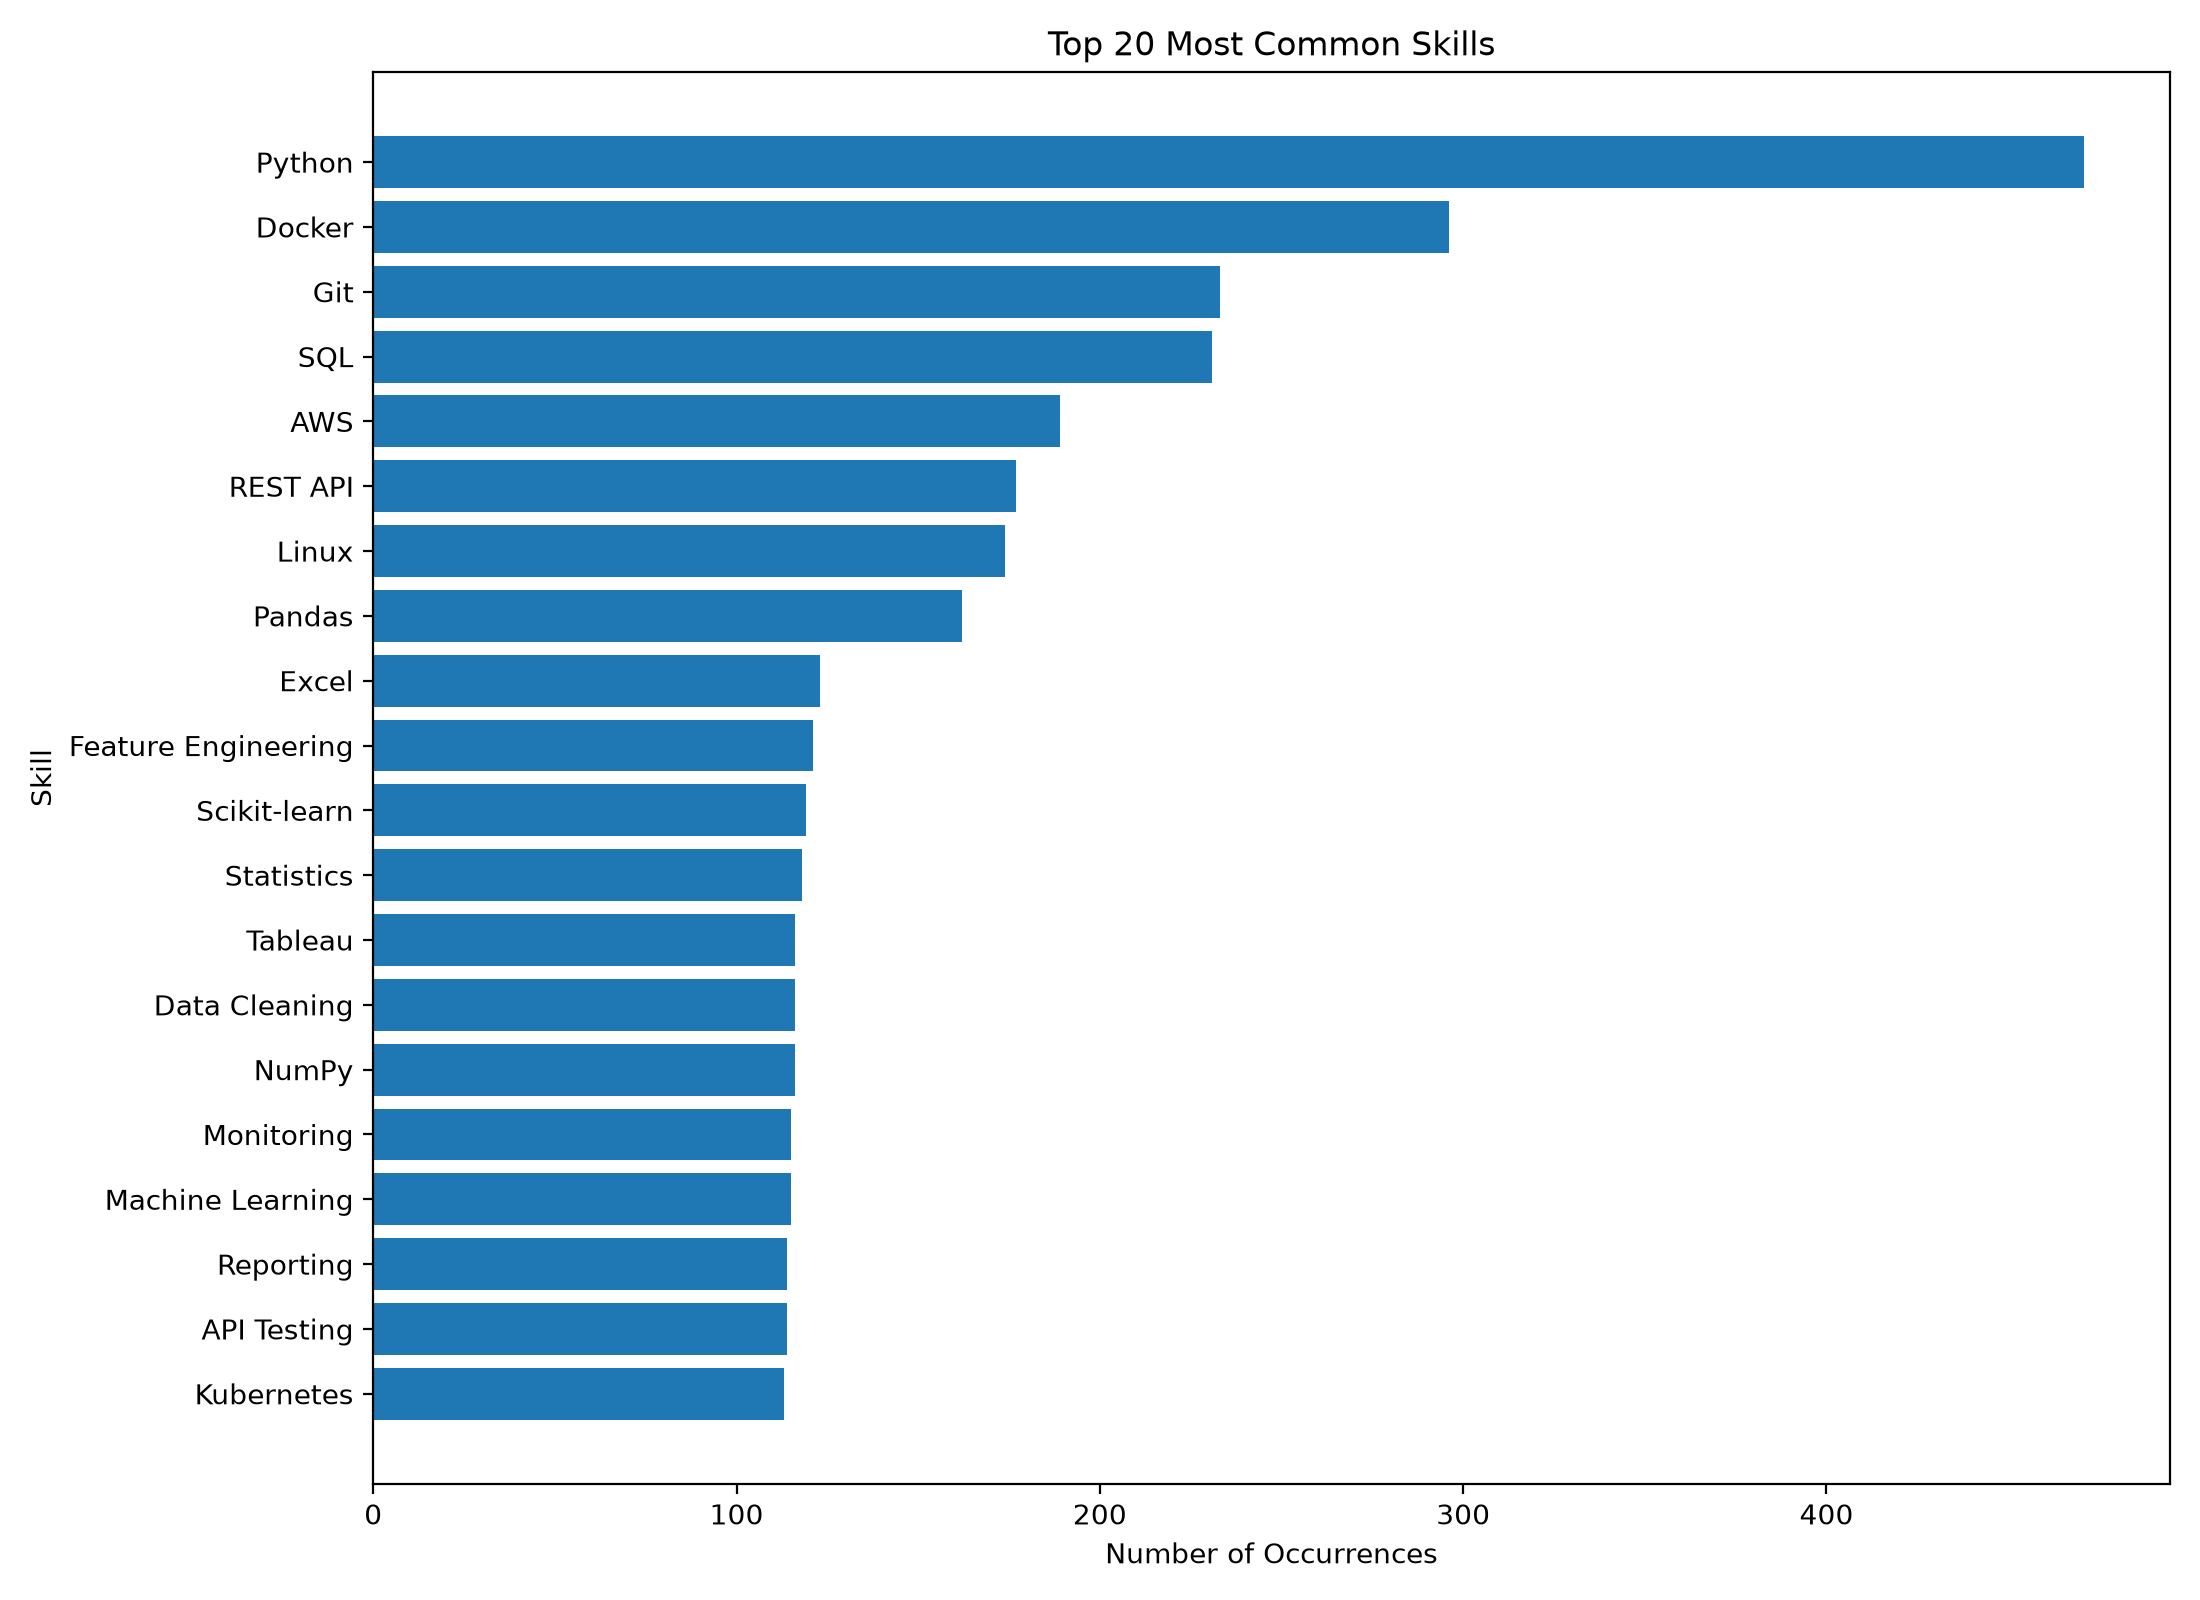 Top 20 Most Common Skills
Python
Docker
Git
SQL
AWS
REST API
Linux
Pandas
Excel
Feature Engineering
Scikit-learn
Statistics
Tableau
Data Cleaning
NumPy
Monitoring
Machine Learning
Reporting
API Testing
Kubernetes
Skill
0 100 200 300 400
Number of Occurrences